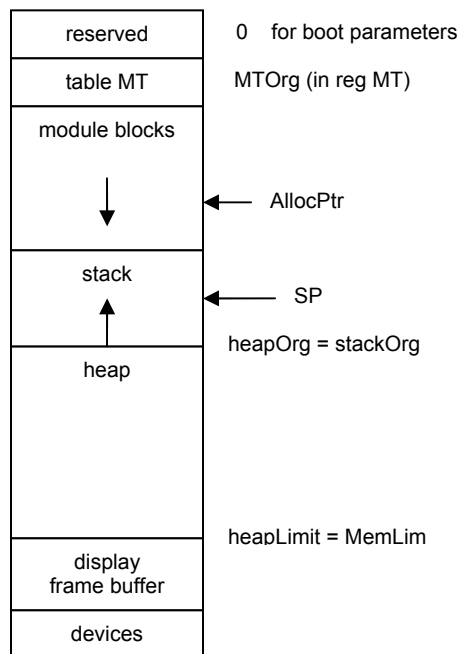 reserved
0 for boot parameters
table MT
MTOrg (in reg MT)
module blocks
AllocPtr
stack
SP
heapOrg = stackOrg
heap
heapLimit = MemLim
display
frame buffer
devices